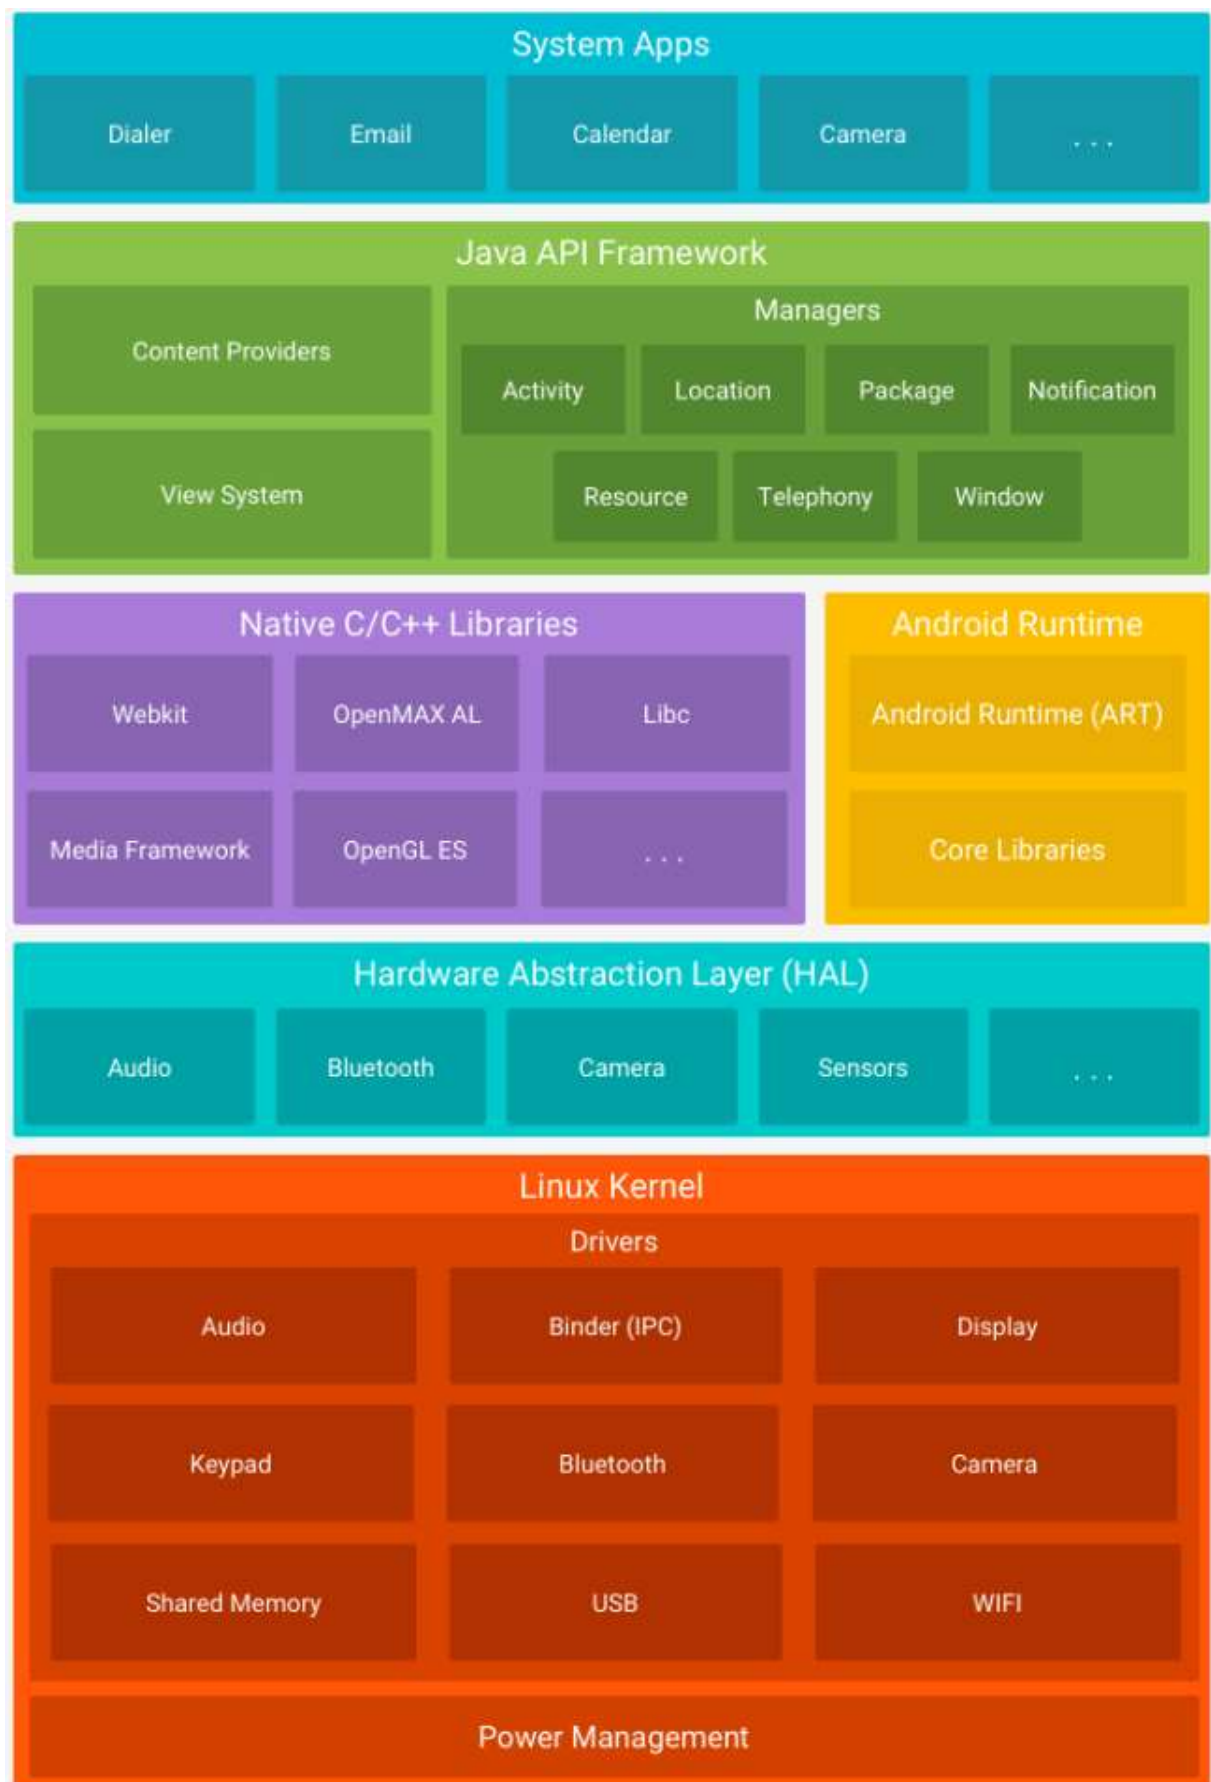 System Apps
Dialer Email Calendar Camera . . .
Java API Framework
Content Providers
View System
Managers
Activity Location Package Notification
Resource Telephony Window
Native C/C++ Libraries
Webkit OpenMAX AL Libc
Media Framework OpenGL ES . . .
Android Runtime
Android Runtime (ART)
Core Libraries
Hardware Abstraction Layer (HAL)
Audio Bluetooth Camera Sensors . . .
Linux Kernel
Drivers
Audio Binder (IPC) Display
Keypad Bluetooth Camera
Shared Memory USB WIFI
Power Management